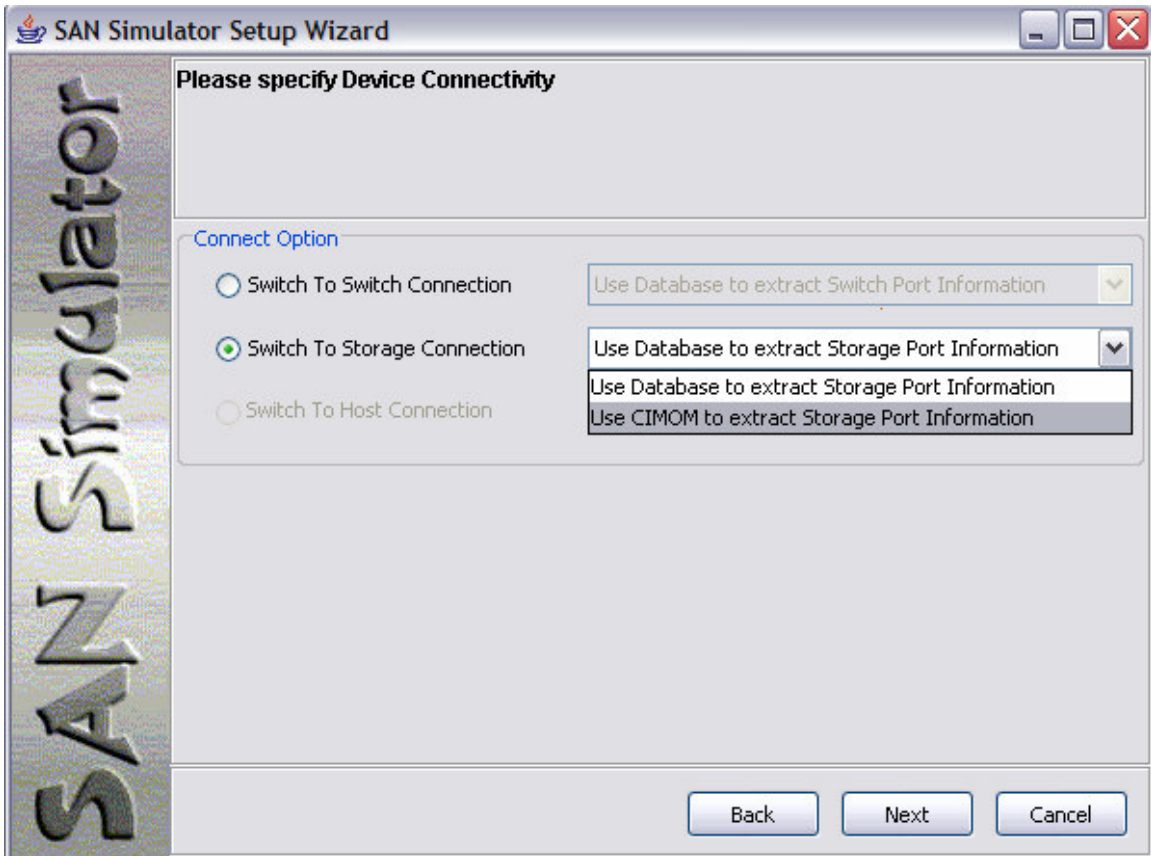 SAN Simulator Setup Wizard
SAN Simulator
Please specify Device Connectivity
Connect Option
Switch To Switch Connection
Use Database to extract Switch Port Information
Switch To Storage Connection
Use Database to extract Storage Port Information
Use Database to extract Storage Port Information
Switch To Host Connection
Use CIMOM to extract Storage Port Information
Back
Next
Cancel